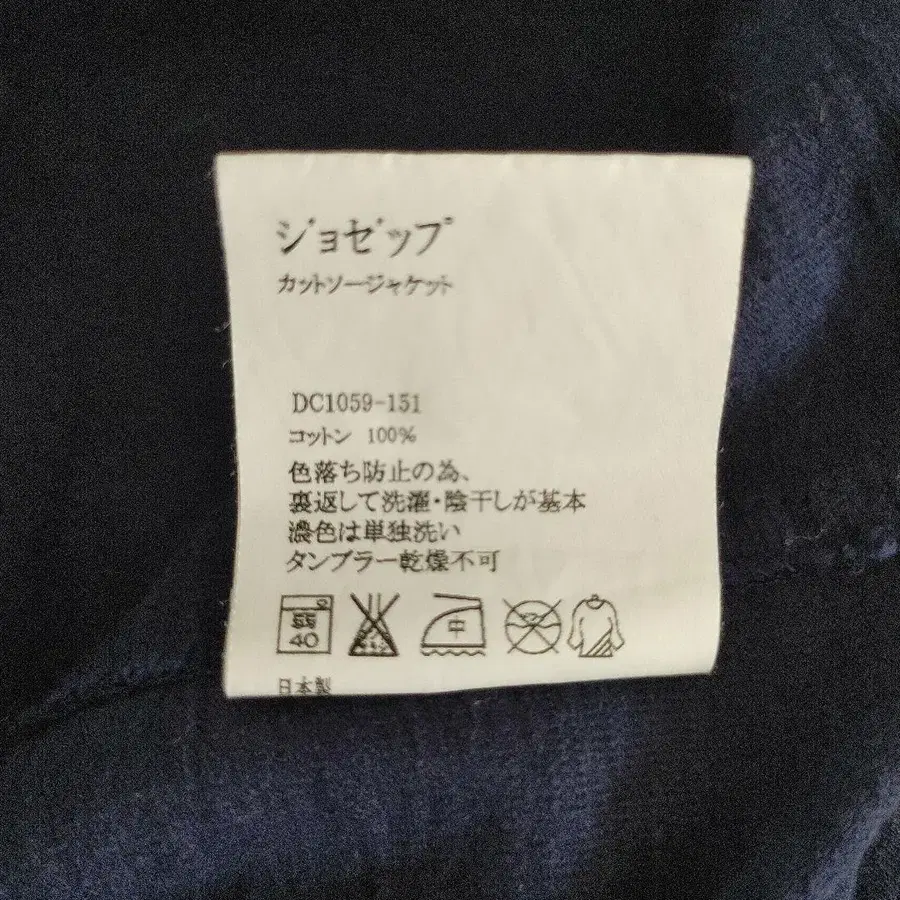 ジョゼップ
カットソージャケット
DC1059-151
コットン 100%
色落ち防止の為、
裏返して洗濯・陰干しが基本
濃色は単独洗い
タンブラー乾燥不可
弱
40
中
日本製